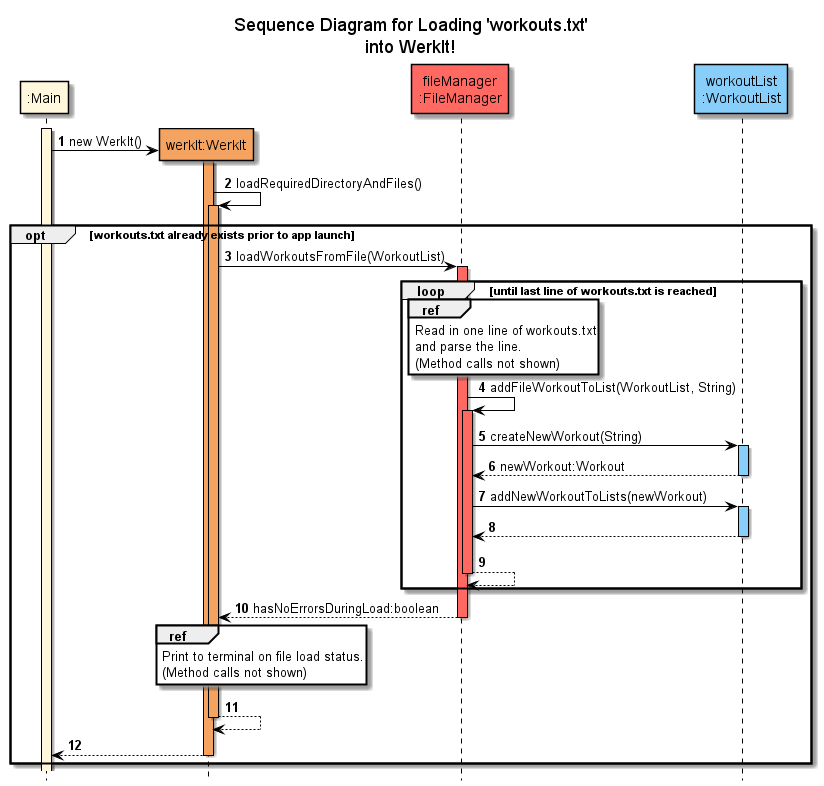 Sequence Diagram for Loading 'workouts.txt'
into WerkIt!
:Main
fileManager
:FileManager
workoutList
:WorkoutList
1 new WerkIt()
werkIt:WerkIt
2 loadRequiredDirectoryAndFiles()
opt [workouts.txt already exists prior to app launch]
3 loadWorkoutsFromFile(WorkoutList)
loop [until last line of workouts.txt is reached]
ref
Read in one line of workouts.txt
and parse the line.
(Method calls not shown)
4 addFileWorkoutToList(WorkoutList, String)
5 createNewWorkout(String)
6 newWorkout:Workout
7 addNewWorkoutToLists(newWorkout)
8
9
10 hasNoErrorsDuringLoad:boolean
ref
Print to terminal on file load status.
(Method calls not shown)
11
12